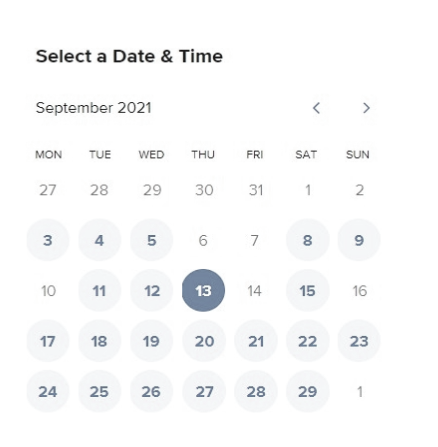 Select a Date & Time
September 2021
MON TUE WED THU FRI SAT SUN
27 28 29 30 31 1 2
3 4 5 6 7 8 9
10 11 12 13 14 15 16
17 18 19 20 21 22 23
24 25 26 27 28 29 1